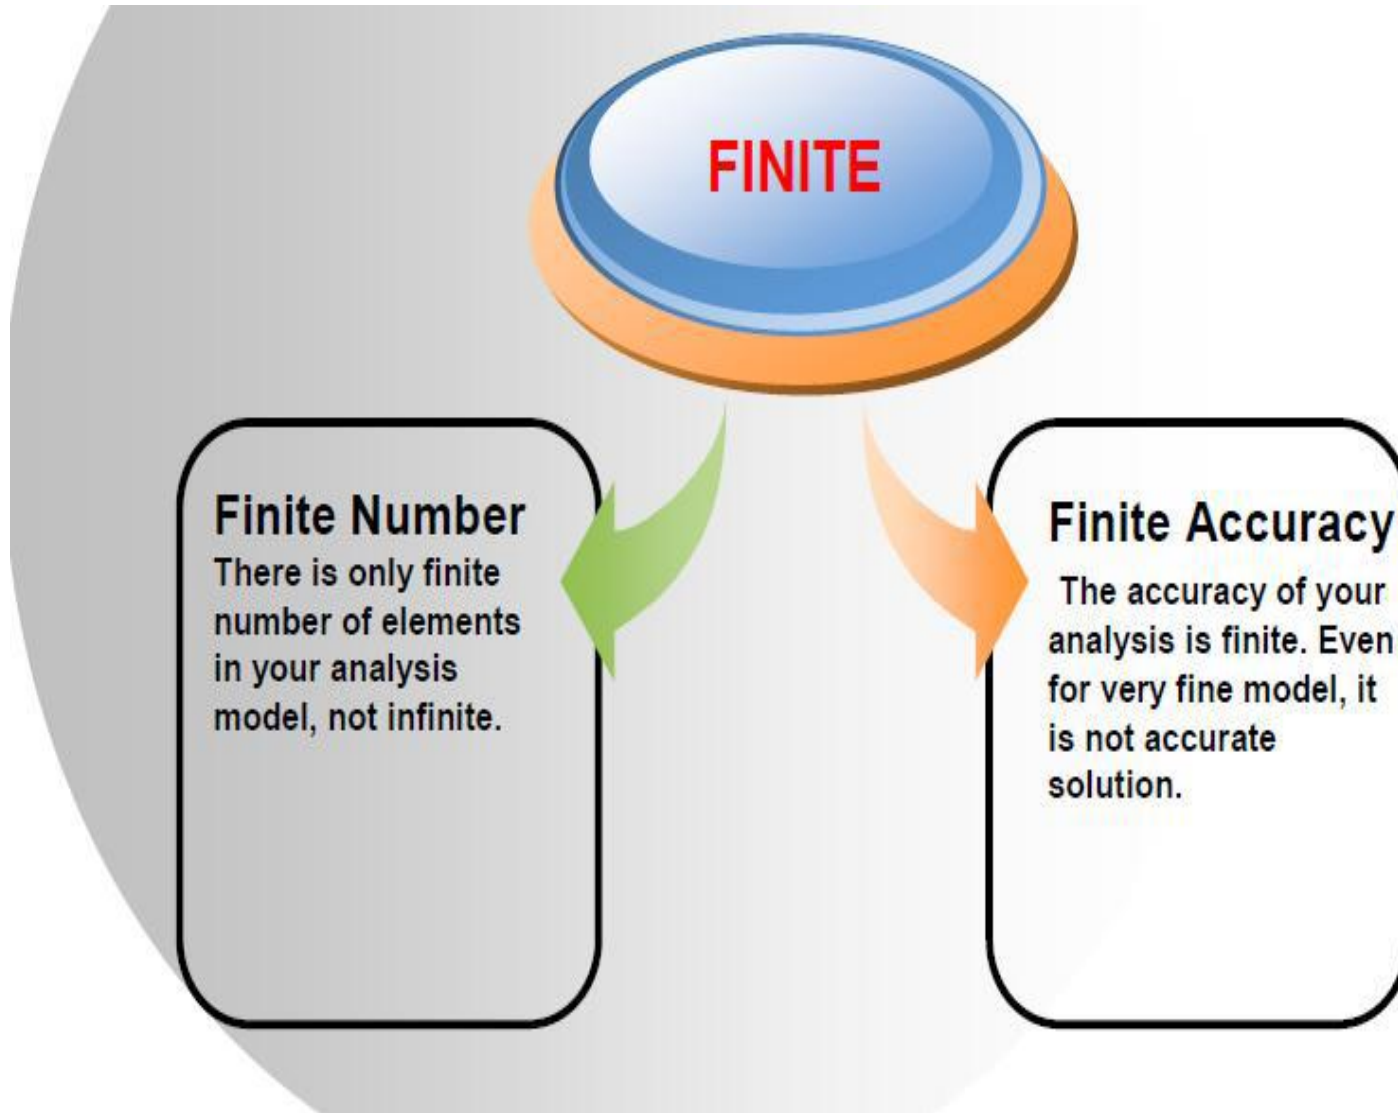 FINITE
Finite Number
There is only finite
number of elements
in your analysis
model, not infinite.
Finite Accuracy
The accuracy of your
analysis is finite. Even
for very fine model, it
is not accurate
solution.